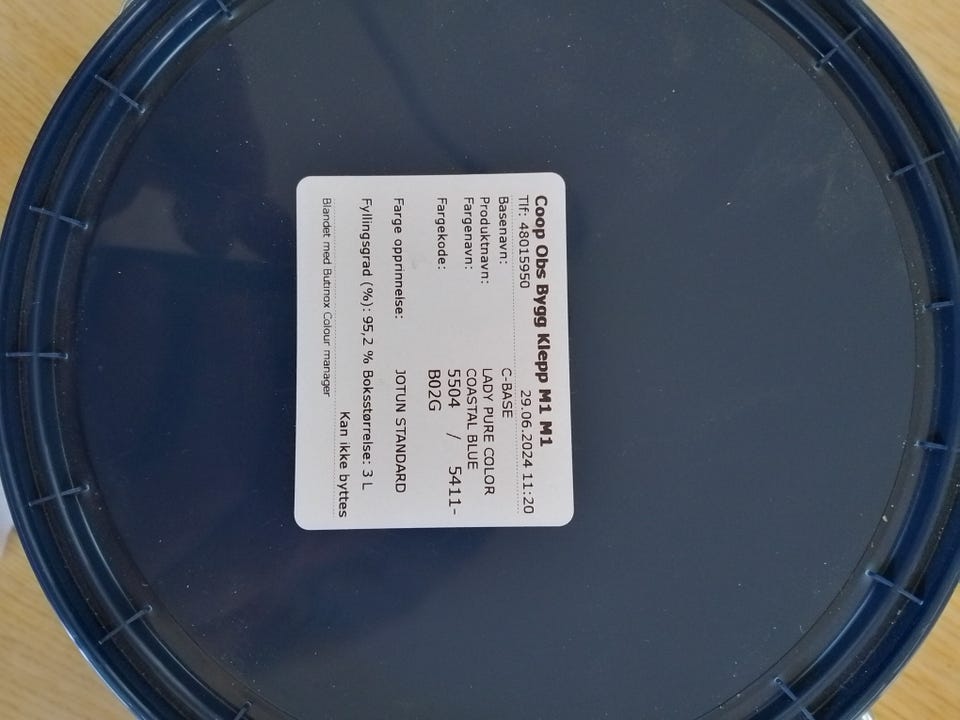 Coop Obs Bygg Klepp M1 M1
Tlf: 48015950 29.06.2024 11:20
Basenavn: C-BASE
Produktnavn: LADY PURE COLOR
Fargenavn: COASTAL BLUE
Fargekode: 5504 / 5411-
B02G
Farge opprinnelse: JOTUN STANDARD
Fyllingsgrad (%): 95,2 % Boksstørrelse: 3 L
Kan ikke byttes
Blandet med Butinox Colour manager